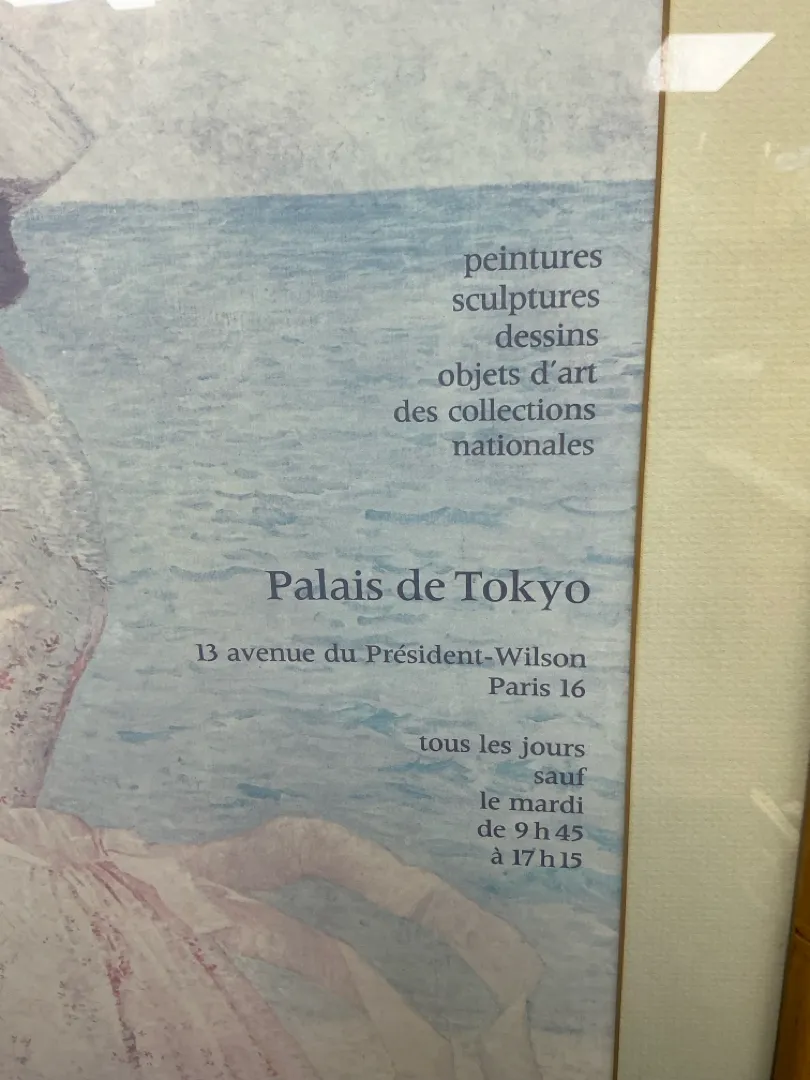 peintures
sculptures
dessins
objets d'art
des collections
nationales
Palais de Tokyo
13 avenue du Président-Wilson
Paris 16
tous les jours
sauf
le mardi
de 9 h 45
à 17 h 15